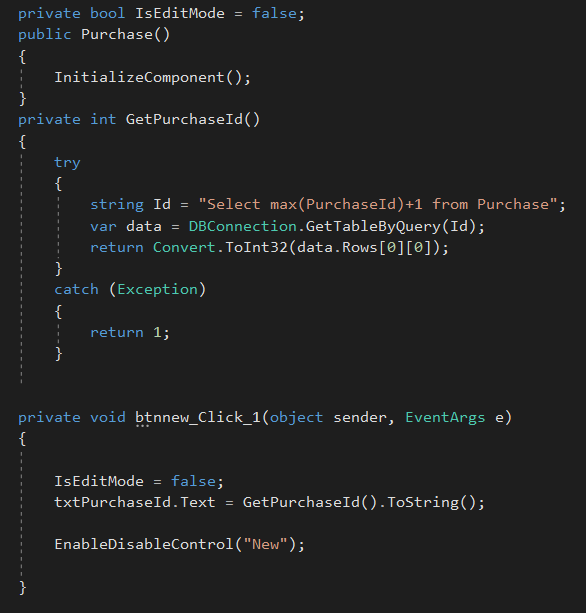 private bool IsEditMode = false;
public Purchase()
{
    InitializeComponent();
}
private int GetPurchaseId()
{
    try
    {
        string Id = "Select max(PurchaseId)+1 from Purchase";
        var data = DBConnection.GetTableByQuery(Id);
        return Convert.ToInt32(data.Rows[0][0]);
    }
    catch (Exception)
    {
        return 1;
    }
private void btnnew_Click_1(object sender, EventArgs e)
{
    IsEditMode = false;
    txtPurchaseId.Text = GetPurchaseId().ToString();
    EnableDisableControl("New");
}